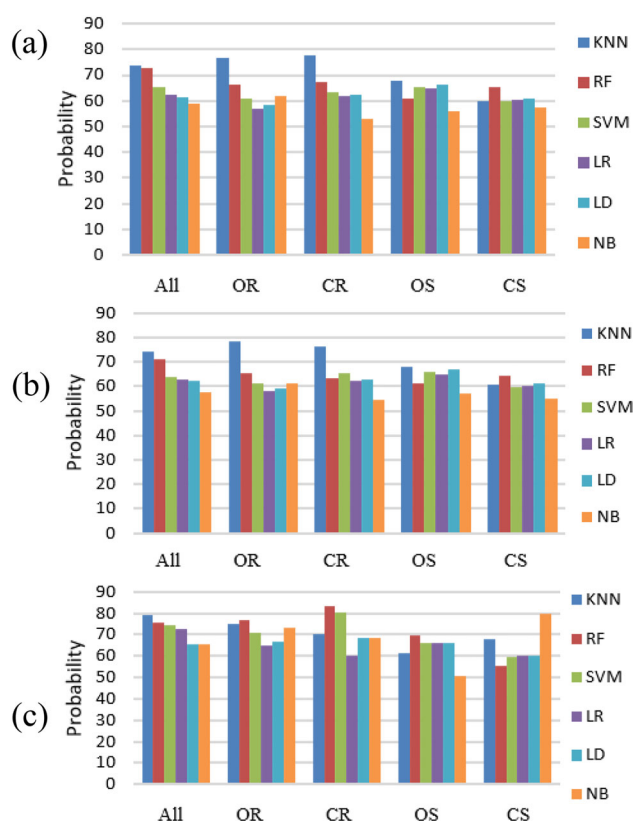 (a)
Probability
90
80
70
60
50
40
30
20
10
0
All OR CR OS CS
KNN
RF
SVM
LR
LD
NB
(b)
Probability
90
80
70
60
50
40
30
20
10
0
All OR CR OS CS
KNN
RF
SVM
LR
LD
NB
(c)
Probability
90
80
70
60
50
40
30
20
10
0
All OR CR OS CS
KNN
RF
SVM
LR
LD
NB